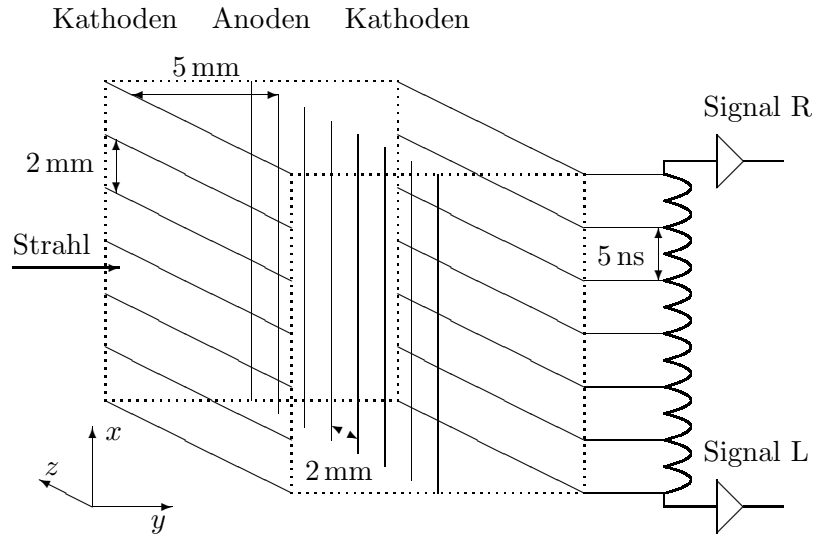 Kathoden Anoden Kathoden
5 mm
Signal R
2 mm
Strahl
5 ns
x
z
y
2 mm
Signal L